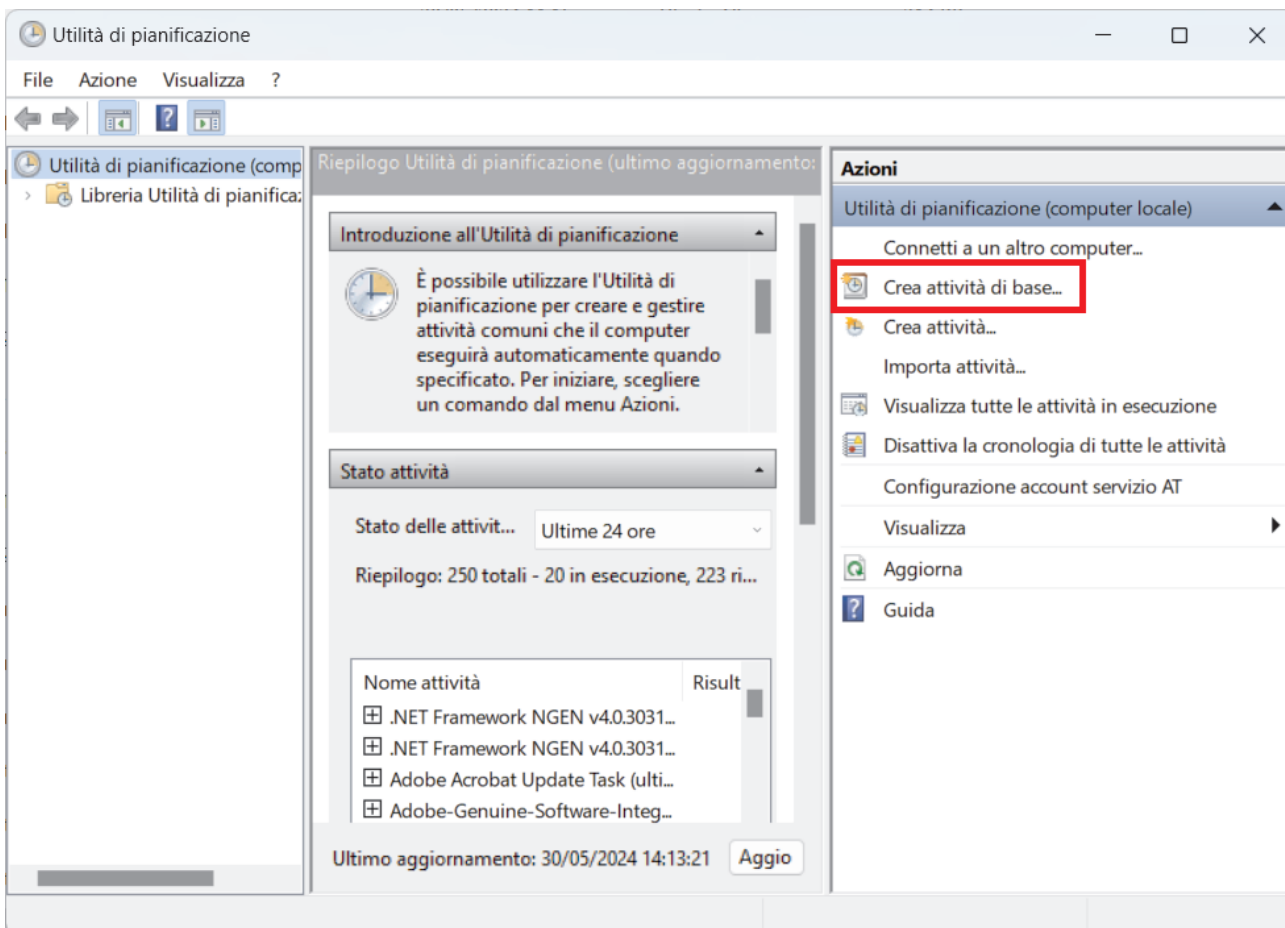 Utilità di pianificazione
File Azione Visualizza ?
Utilità di pianificazione (comp
Libreria Utilità di pianifica
Riepilogo Utilità di pianificazione (ultimo aggiornamento:
Introduzione all'Utilità di pianificazione
È possibile utilizzare l'Utilità di
pianificazione per creare e gestire
attività comuni che il computer
eseguirà automaticamente quando
specificato. Per iniziare, scegliere
un comando dal menu Azioni.
Stato attività
Stato delle attivit... Ultime 24 ore
Riepilogo: 250 totali - 20 in esecuzione, 223 ri...
Nome attività Risult
.NET Framework NGEN v4.0.3031...
.NET Framework NGEN v4.0.3031...
Adobe Acrobat Update Task (ulti...
Adobe-Genuine-Software-Integ...
Ultimo aggiornamento: 30/05/2024 14:13:21 Aggio
Azioni
Utilità di pianificazione (computer locale)
Connetti a un altro computer...
Crea attività di base...
Crea attività...
Importa attività...
Visualizza tutte le attività in esecuzione
Disattiva la cronologia di tutte le attività
Configurazione account servizio AT
Visualizza
Aggiorna
Guida